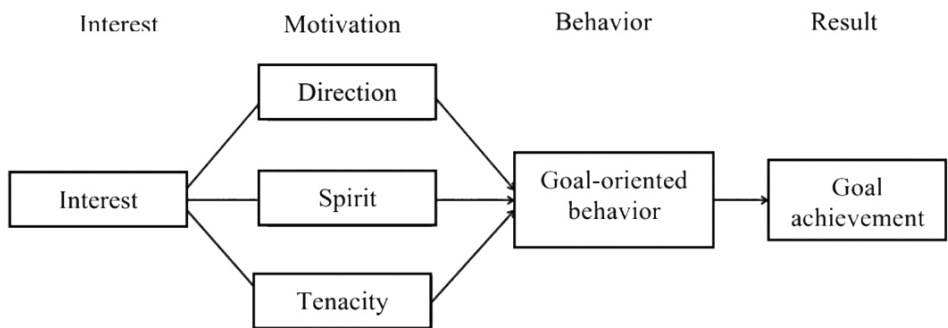 Interest Motivation Behavior Result
Direction
Interest Spirit Goal-oriented behavior Goal achievement
Tenacity